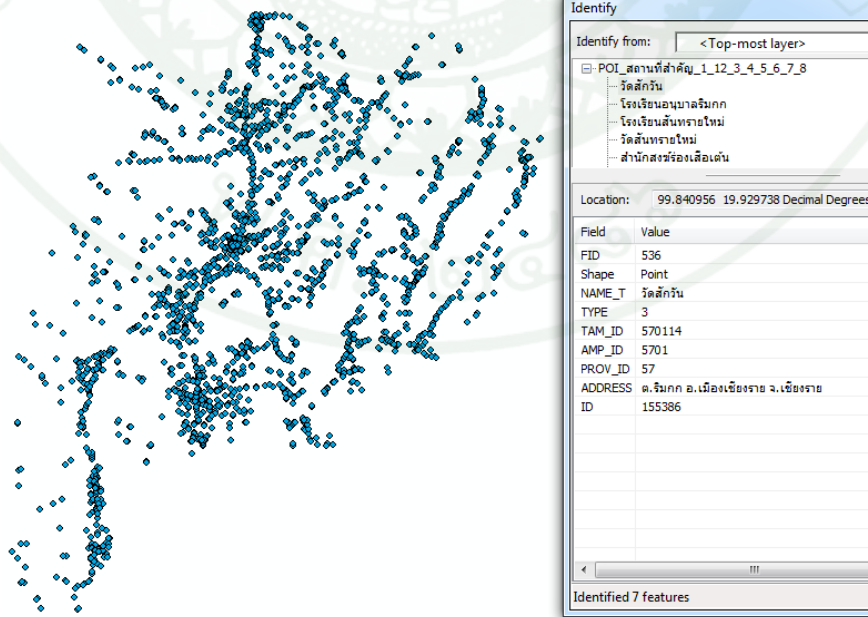 Identify
Identify from: <Top-most layer>
POI_สถานที่สำคัญ_1_12_3_4_5_6_7_8
วัดสักวัน
โรงเรียนอนุบาลริมกก
โรงเรียนสันทรายใหม่
วัดสันทรายใหม่
สำนักสงฆ์ร่องเสือเต้น
Location: 99.840956 19.929738 Decimal Degrees
Field Value
FID 536
Shape Point
NAME_T วัดสักวัน
TYPE 3
TAM_ID 570114
AMP_ID 5701
PROV_ID 57
ADDRESS ต.ริมกก อ.เมืองเชียงราย จ.เชียงราย
ID 155386
Identified 7 features